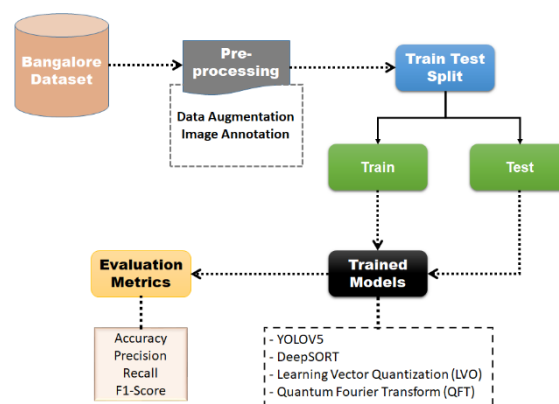 Bangalore
Dataset
Pre-
processing
Data Augmentation
Image Annotation
Train Test
Split
Train
Test
Trained
Models
Evaluation
Metrics
Accuracy
Precision
Recall
F1-Score
- YOLOV5
- DeepSORT
- Learning Vector Quantization (LVO)
- Quantum Fourier Transform (QFT)